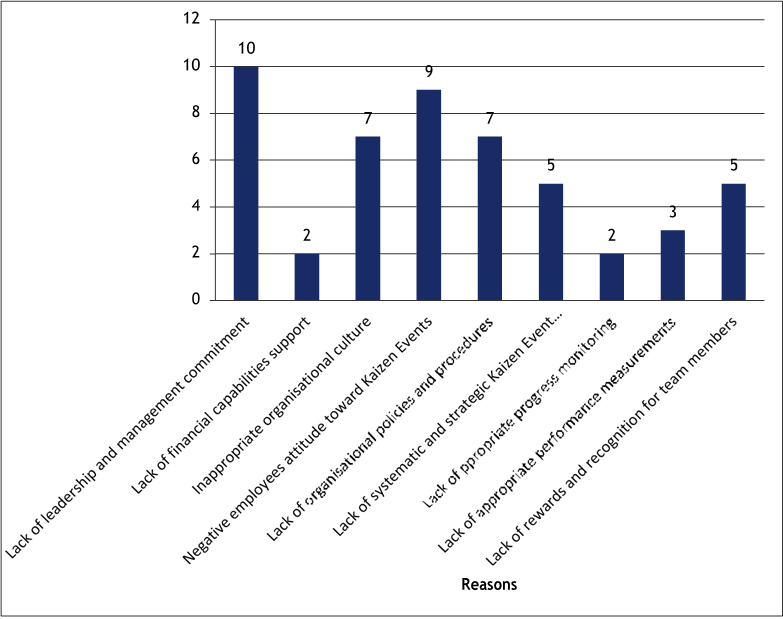 12
10
8
6
4
2
0
10
2
7
9
7
5
2
3
5
Lack of leadership and management commitment
Lack of financial capabilities support
Inappropriate organisational culture
Negative employees attitude toward Kaizen Events
Lack of organisational policies and procedures
Lack of systematic and strategic Kaizen Event...
Lack of ppropriate progress monitoring
Lack of appropriate performance measurements
Lack of rewards and recognition for team members
Reasons